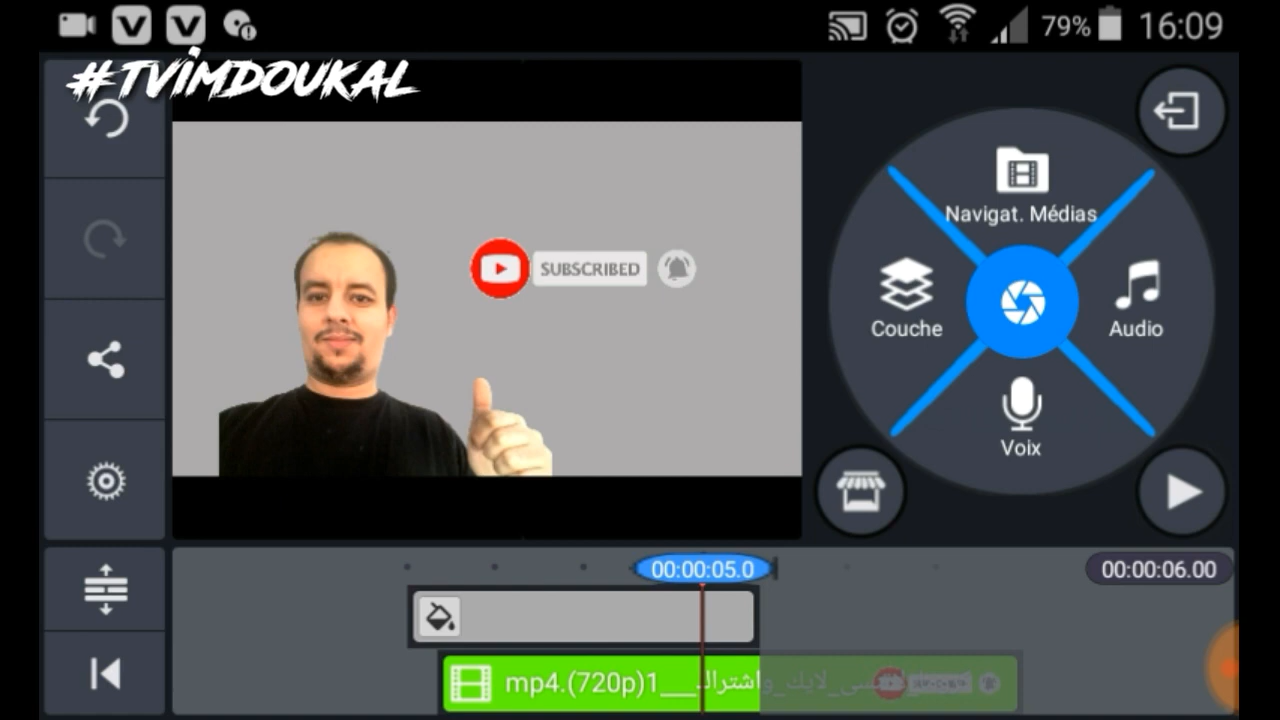 79% 16:09
#TVIMDOUKAL
Navigat. Médias
SUBSCRIBED
Couche
Audio
Voix
00:00:05.0
00:00:06.00
mp4.(720p)1___واشتراك_لايك